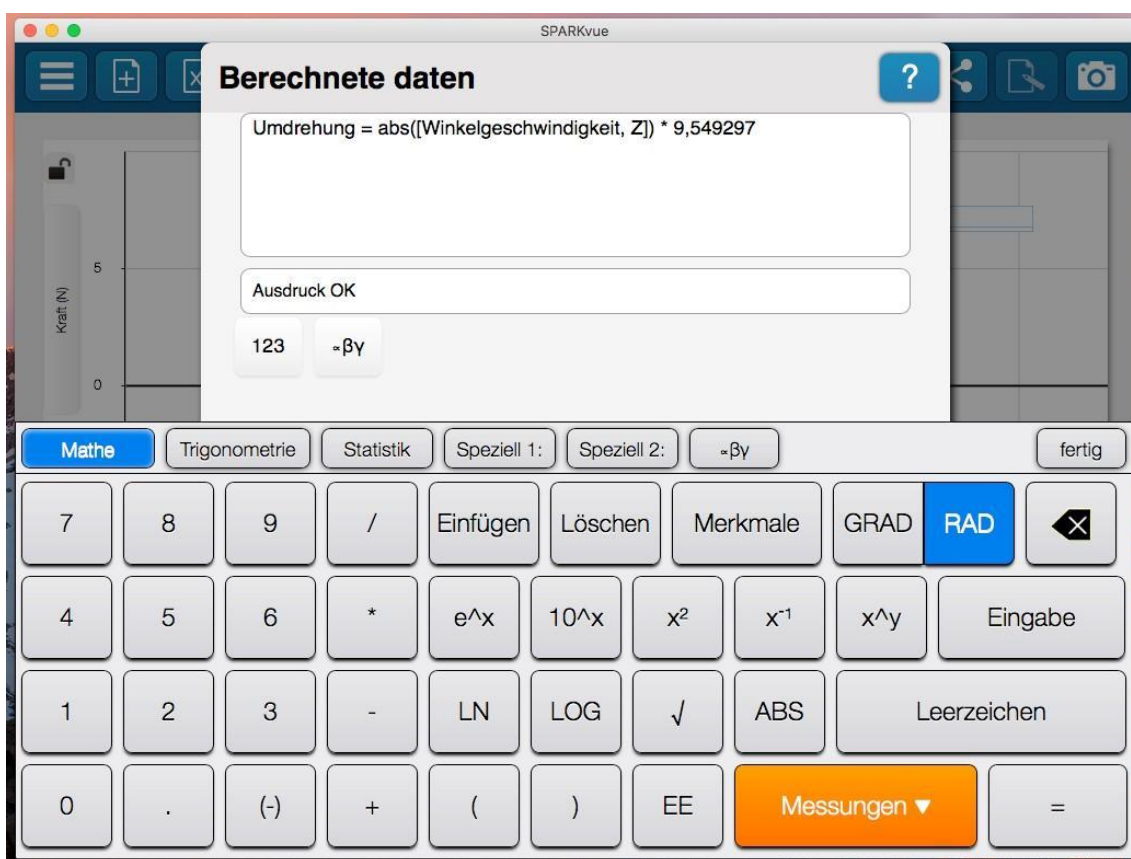 SPARKvue
Berechnete daten
?
Umdrehung = abs([Winkelgeschwindigkeit, Z]) * 9,549297
Ausdruck OK
123 ∝βγ
5
Kraft (N)
0
Mathe Trigonometrie Statistik Speziell 1: Speziell 2: ∝βγ fertig
7 8 9 / Einfügen Löschen Merkmale GRAD RAD
4 5 6 * e^x 10^x x² x⁻¹ x^y Eingabe
1 2 3 - LN LOG √ ABS Leerzeichen
0 . (-) + ( ) EE Messungen ▼ =